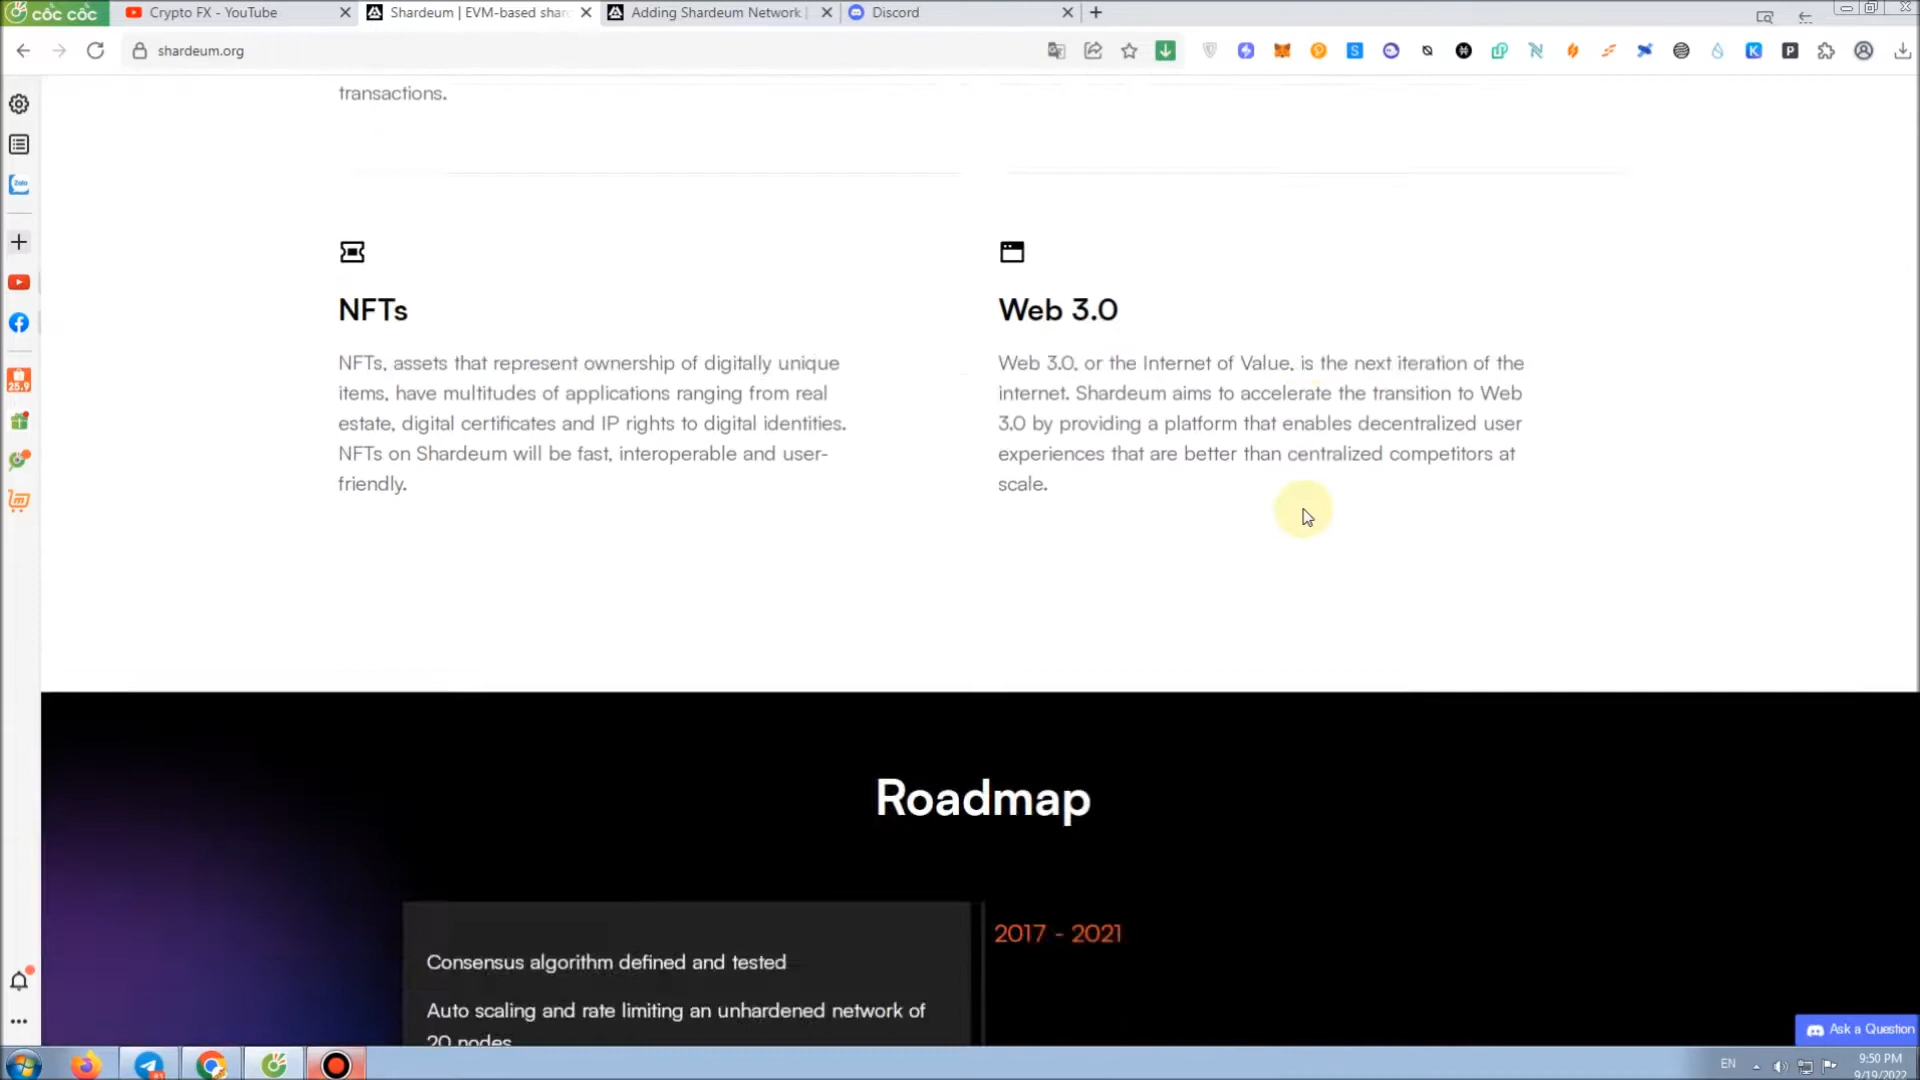 cốc cốc
Crypto FX - YouTube
Shardeum | EVM-based shar
Adding Shardeum Network |
Discord
shardeum.org
transactions.
Zalo
25.9
NFTs
NFTs, assets that represent ownership of digitally unique
items, have multitudes of applications ranging from real
estate, digital certificates and IP rights to digital identities.
NFTs on Shardeum will be fast, interoperable and user-
friendly.
Web 3.0
Web 3.0, or the Internet of Value, is the next iteration of the
internet. Shardeum aims to accelerate the transition to Web
3.0 by providing a platform that enables decentralized user
experiences that are better than centralized competitors at
scale.
Roadmap
2017 - 2021
Consensus algorithm defined and tested
Auto scaling and rate limiting an unhardened network of
20 nodes
Ask a Question
EN
9:50 PM
9/19/2022